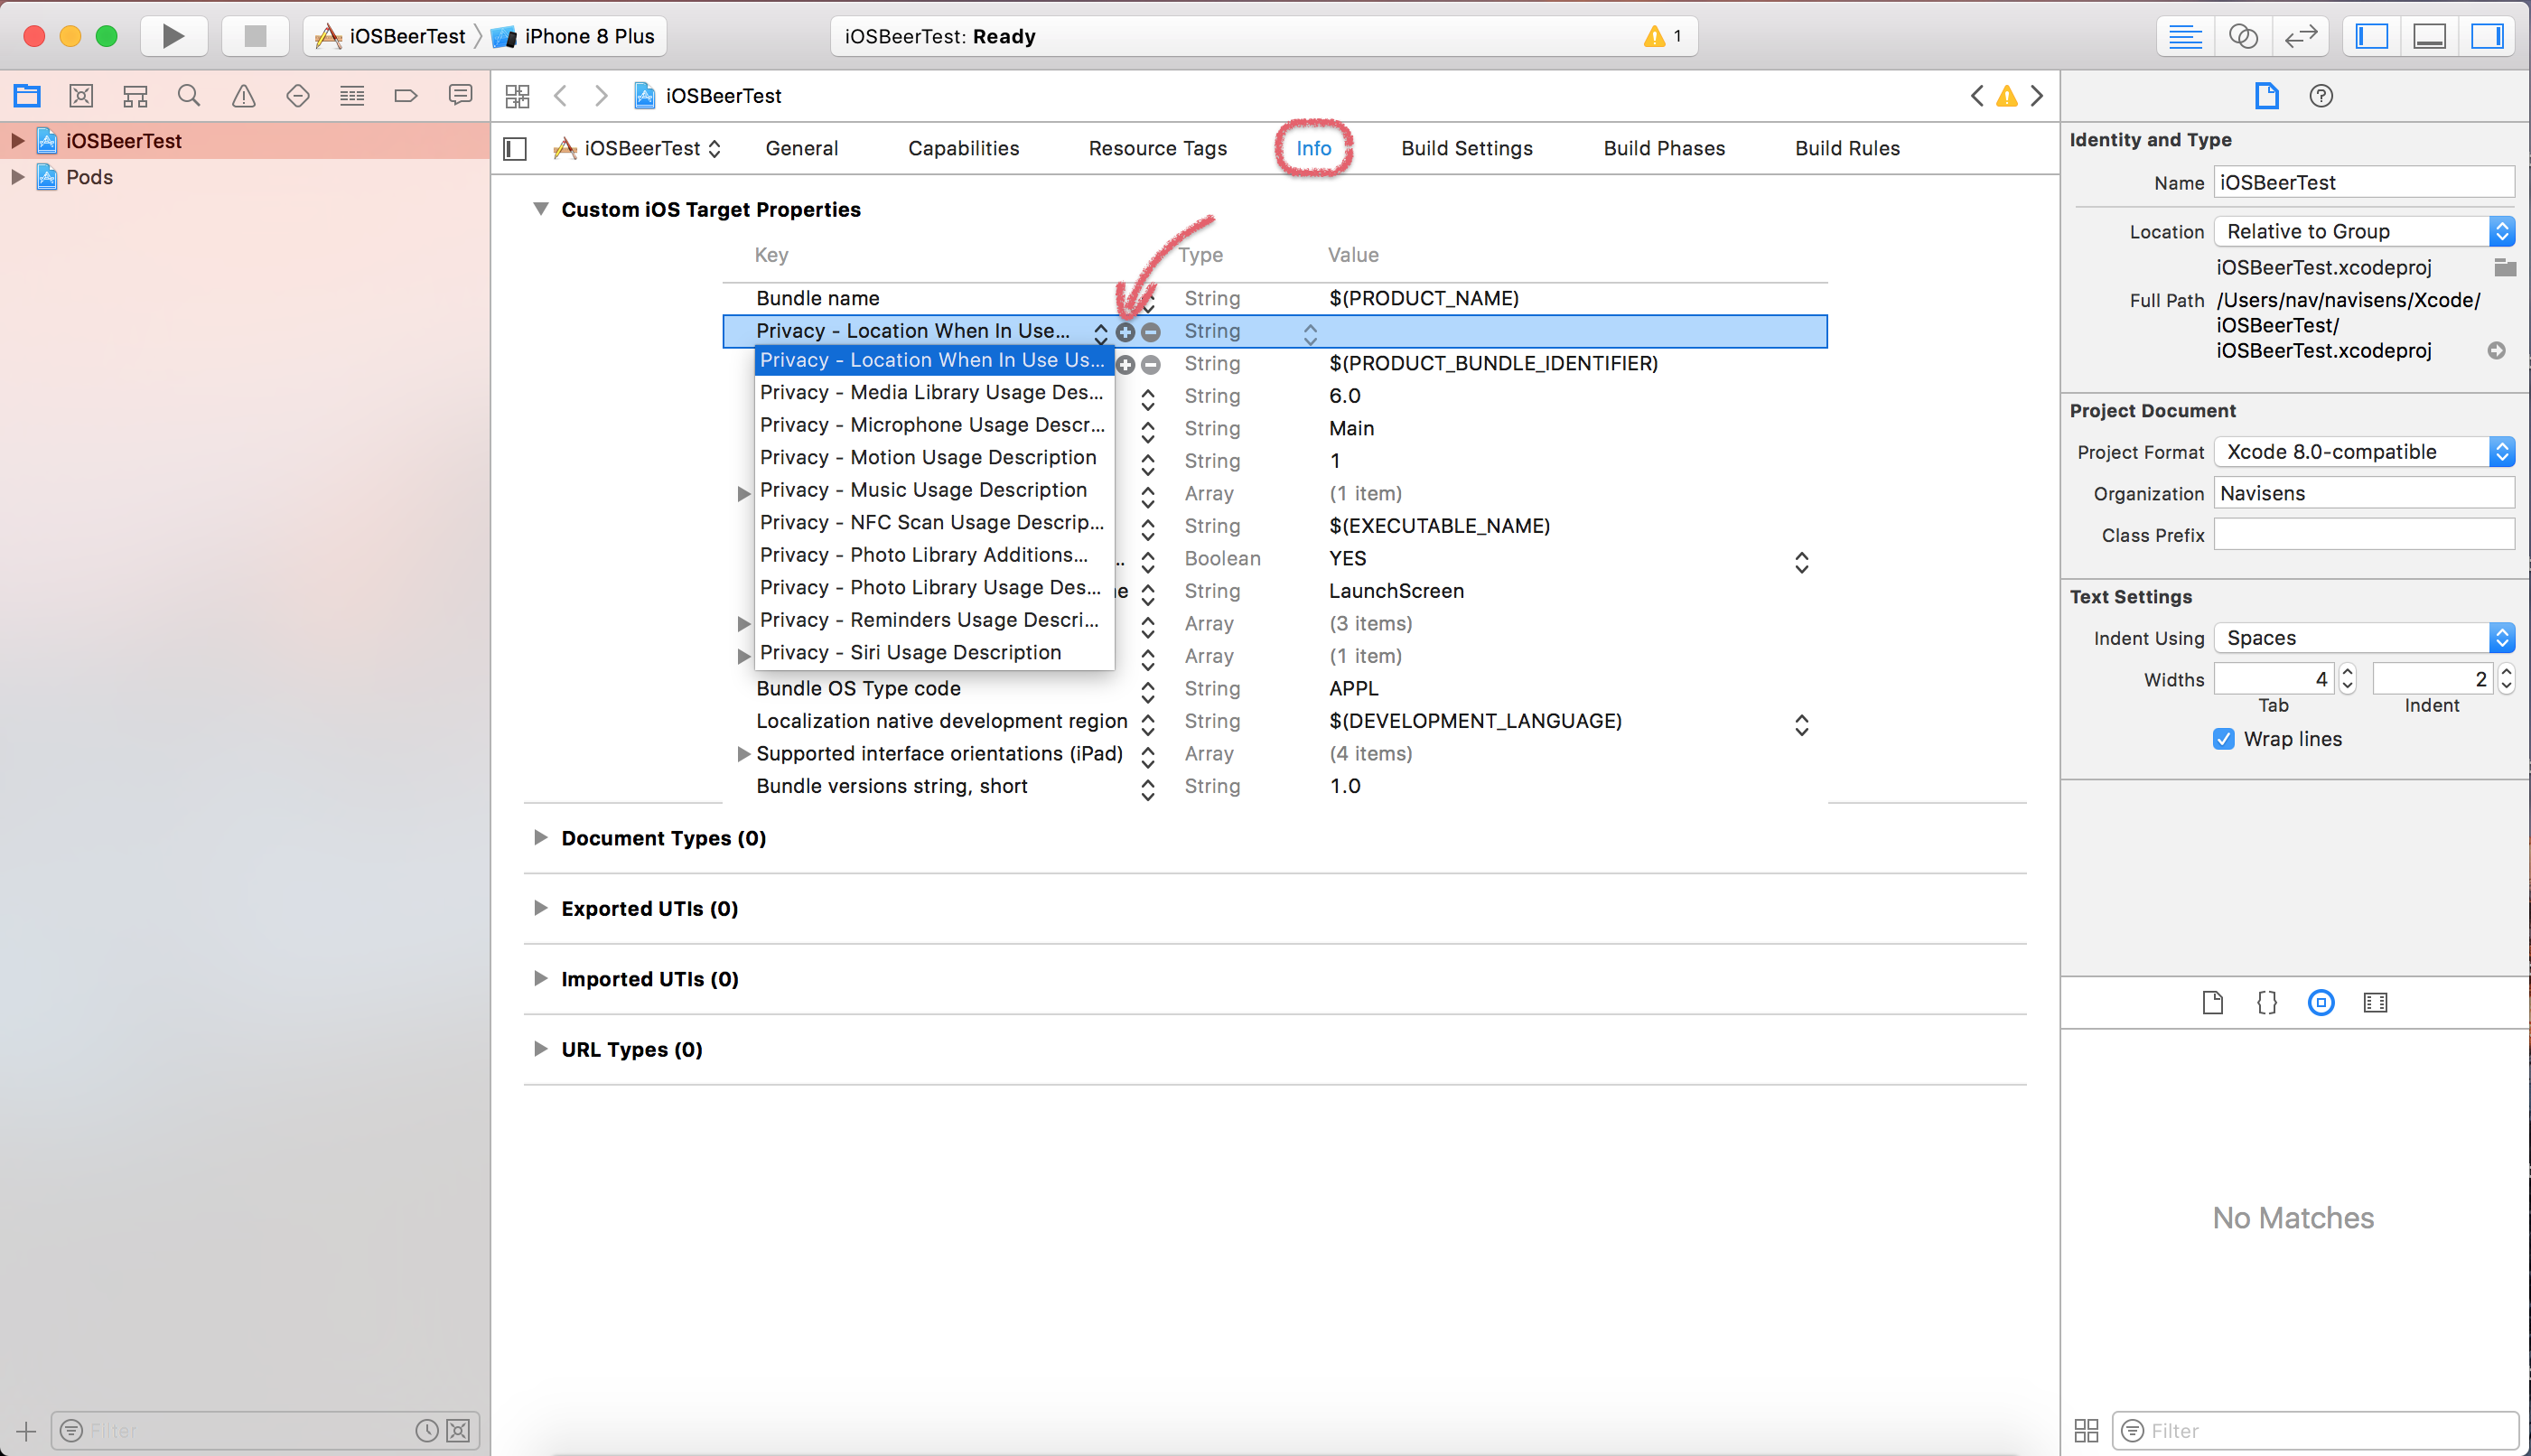 iOSBeerTest iPhone 8 Plus
iOSBeerTest: Ready
1
iOSBeerTest
Pods
iOSBeerTest
iOSBeerTest General Capabilities Resource Tags Info Build Settings Build Phases Build Rules
Custom iOS Target Properties
Key Type Value
Bundle name String $(PRODUCT_NAME)
Privacy - Location When In Use... String
Privacy - Location When In Use Us... String $(PRODUCT_BUNDLE_IDENTIFIER)
Privacy - Media Library Usage Des... String 6.0
Privacy - Microphone Usage Descr... String Main
Privacy - Motion Usage Description String 1
Privacy - Music Usage Description Array (1 item)
Privacy - NFC Scan Usage Descrip... String $(EXECUTABLE_NAME)
Privacy - Photo Library Additions... Boolean YES
Privacy - Photo Library Usage Des... String LaunchScreen
Privacy - Reminders Usage Descri... Array (3 items)
Privacy - Siri Usage Description Array (1 item)
Bundle OS Type code String APPL
Localization native development region String $(DEVELOPMENT_LANGUAGE)
Supported interface orientations (iPad) Array (4 items)
Bundle versions string, short String 1.0
Document Types (0)
Exported UTIs (0)
Imported UTIs (0)
URL Types (0)
Filter
Identity and Type
Name iOSBeerTest
Location Relative to Group
iOSBeerTest.xcodeproj
Full Path /Users/nav/navisens/Xcode/
iOSBeerTest/
iOSBeerTest.xcodeproj
Project Document
Project Format Xcode 8.0-compatible
Organization Navisens
Class Prefix
Text Settings
Indent Using Spaces
Widths 4 2
Tab Indent
Wrap lines
No Matches
Filter